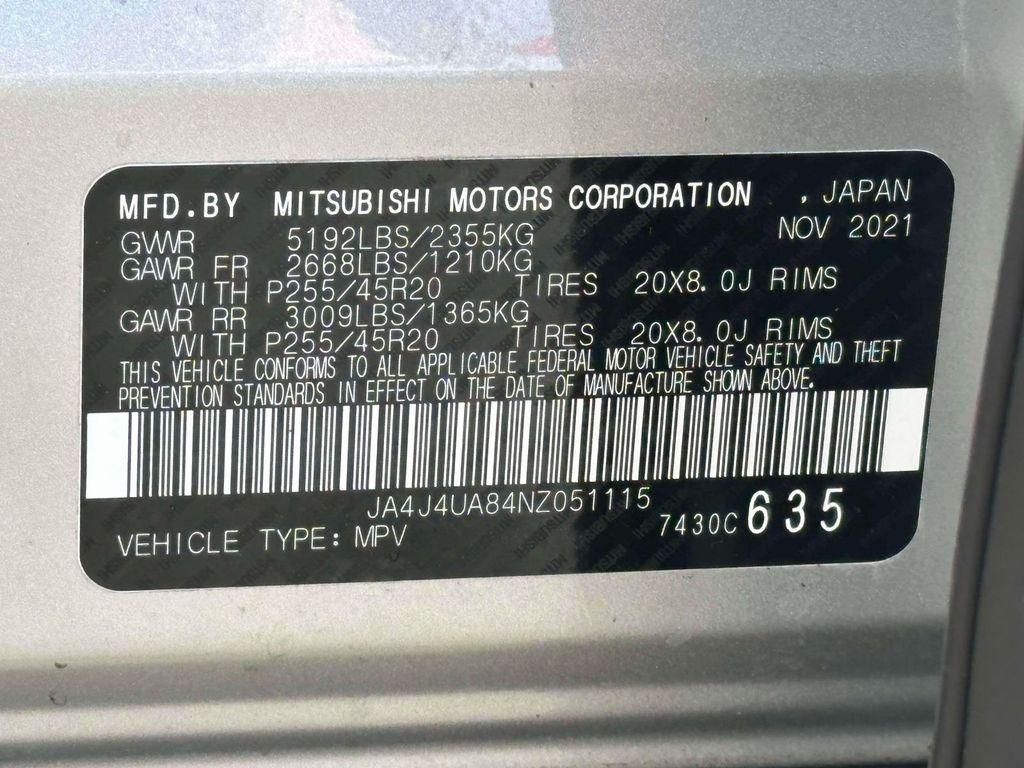 MFD.BY MITSUBISHI MOTORS CORPORATION , JAPAN
NOV 2021
GVWR 5192LBS/2355KG
GAWR FR 2668LBS/1210KG
WITH P255/45R20 TIRES 20X8.0J RIMS
GAWR RR 3009LBS/1365KG
WITH P255/45R20 TIRES 20X8.0J RIMS
THIS VEHICLE CONFORMS TO ALL APPLICABLE FEDERAL MOTOR VEHICLE SAFETY AND THEFT
PREVENTION STANDARDS IN EFFECT ON THE DATE OF MANUFACTURE SHOWN ABOVE.
JA4J4UA84NZ051115
7430C 635
VEHICLE TYPE: MPV